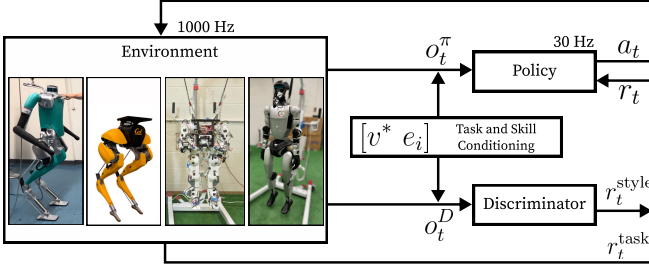 1000 Hz
Environment
o_t^π
30 Hz
Policy
a_t
r_t
[v* e_i]
Task and Skill
Conditioning
o_t^D
Discriminator
r_t^style
r_t^task